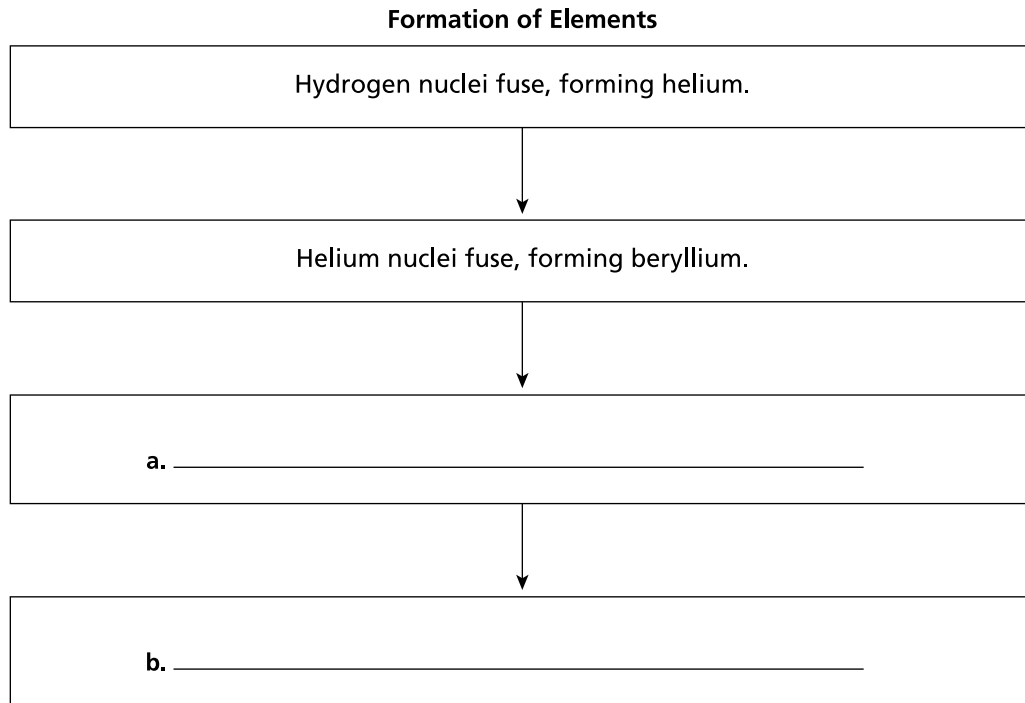 Formation of Elements
Hydrogen nuclei fuse, forming helium.
Helium nuclei fuse, forming beryllium.
a.
b.